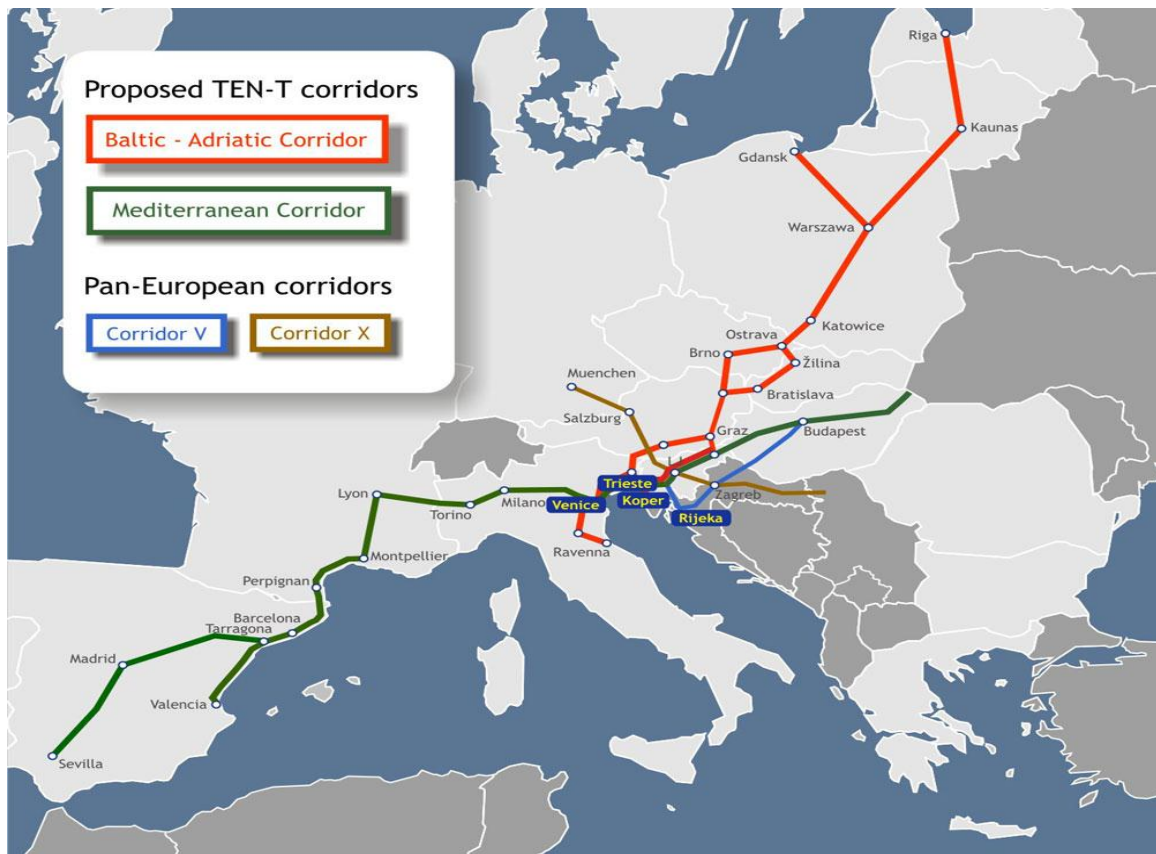 Proposed TEN-T corridors
Baltic - Adriatic Corridor
Mediterranean Corridor
Pan-European corridors
Corridor V
Corridor X
Riga
Kaunas
Gdansk
Warszawa
Katowice
Ostrava
Brno
Žilina
Bratislava
Muenchen
Salzburg
Graz
Budapest
Trieste
Koper
Zagreb
Venice
Rijeka
Lyon
Torino
Milano
Ravenna
Montpellier
Perpignan
Barcelona
Tarragona
Madrid
Valencia
Sevilla